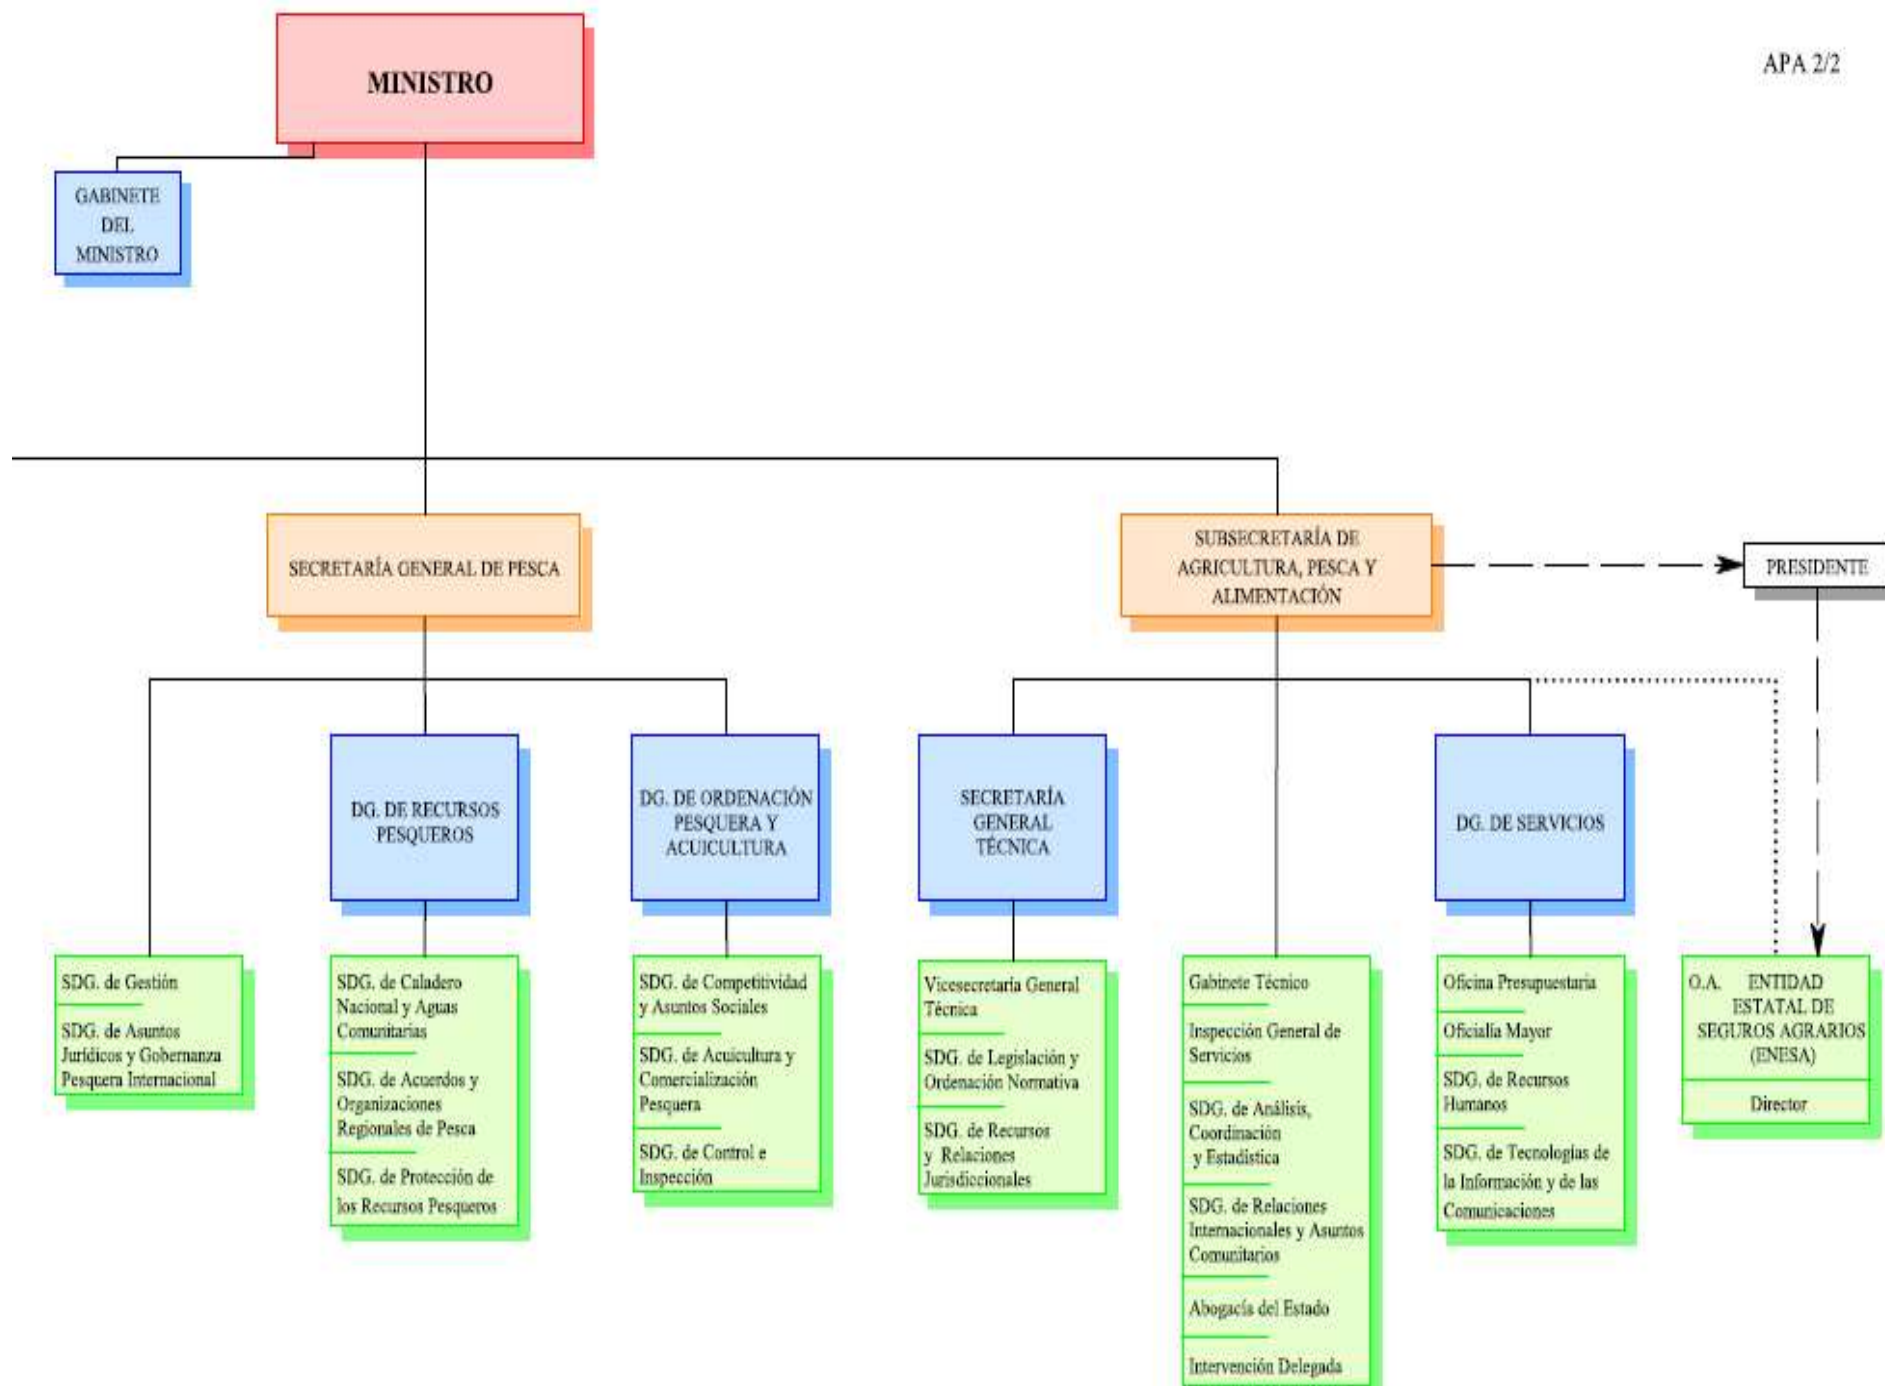 MINISTRO
APA 2/2
GABINETE
DEL
MINISTRO
SECRETARÍA GENERAL DE PESCA
SUBSECRETARÍA DE
AGRICULTURA, PESCA Y
ALIMENTACIÓN
PRESIDENTE
DG. DE RECURSOS
PESQUEROS
DG. DE ORDENACIÓN
PESQUERA Y
ACUICULTURA
SECRETARÍA
GENERAL
TÉCNICA
DG. DE SERVICIOS
SDG. de Gestión
SDG. de Asuntos
Jurídicos y Gobernanza
Pesquera Internacional
SDG. de Caladero
Nacional y Aguas
Comunitarias
SDG. de Acuerdos y
Organizaciones
Regionales de Pesca
SDG. de Protección de
los Recursos Pesqueros
SDG. de Competitividad
y Asuntos Sociales
SDG. de Acuicultura y
Comercialización
Pesquera
SDG. de Control e
Inspección
Vicesecretaría General
Técnica
SDG. de Legislación y
Ordenación Normativa
SDG. de Recursos
y Relaciones
Jurisdiccionales
Gabinete Técnico
Inspección General de
Servicios
SDG. de Análisis,
Coordinación
y Estadística
SDG. de Relaciones
Internacionales y Asuntos
Comunitarios
Abogacía del Estado
Intervención Delegada
Oficina Presupuestaria
Oficialía Mayor
SDG. de Recursos
Humanos
SDG. de Tecnologías de
la Información y de las
Comunicaciones
O.A. ENTIDAD
ESTATAL DE
SEGUROS AGRARIOS
(ENESA)
Director